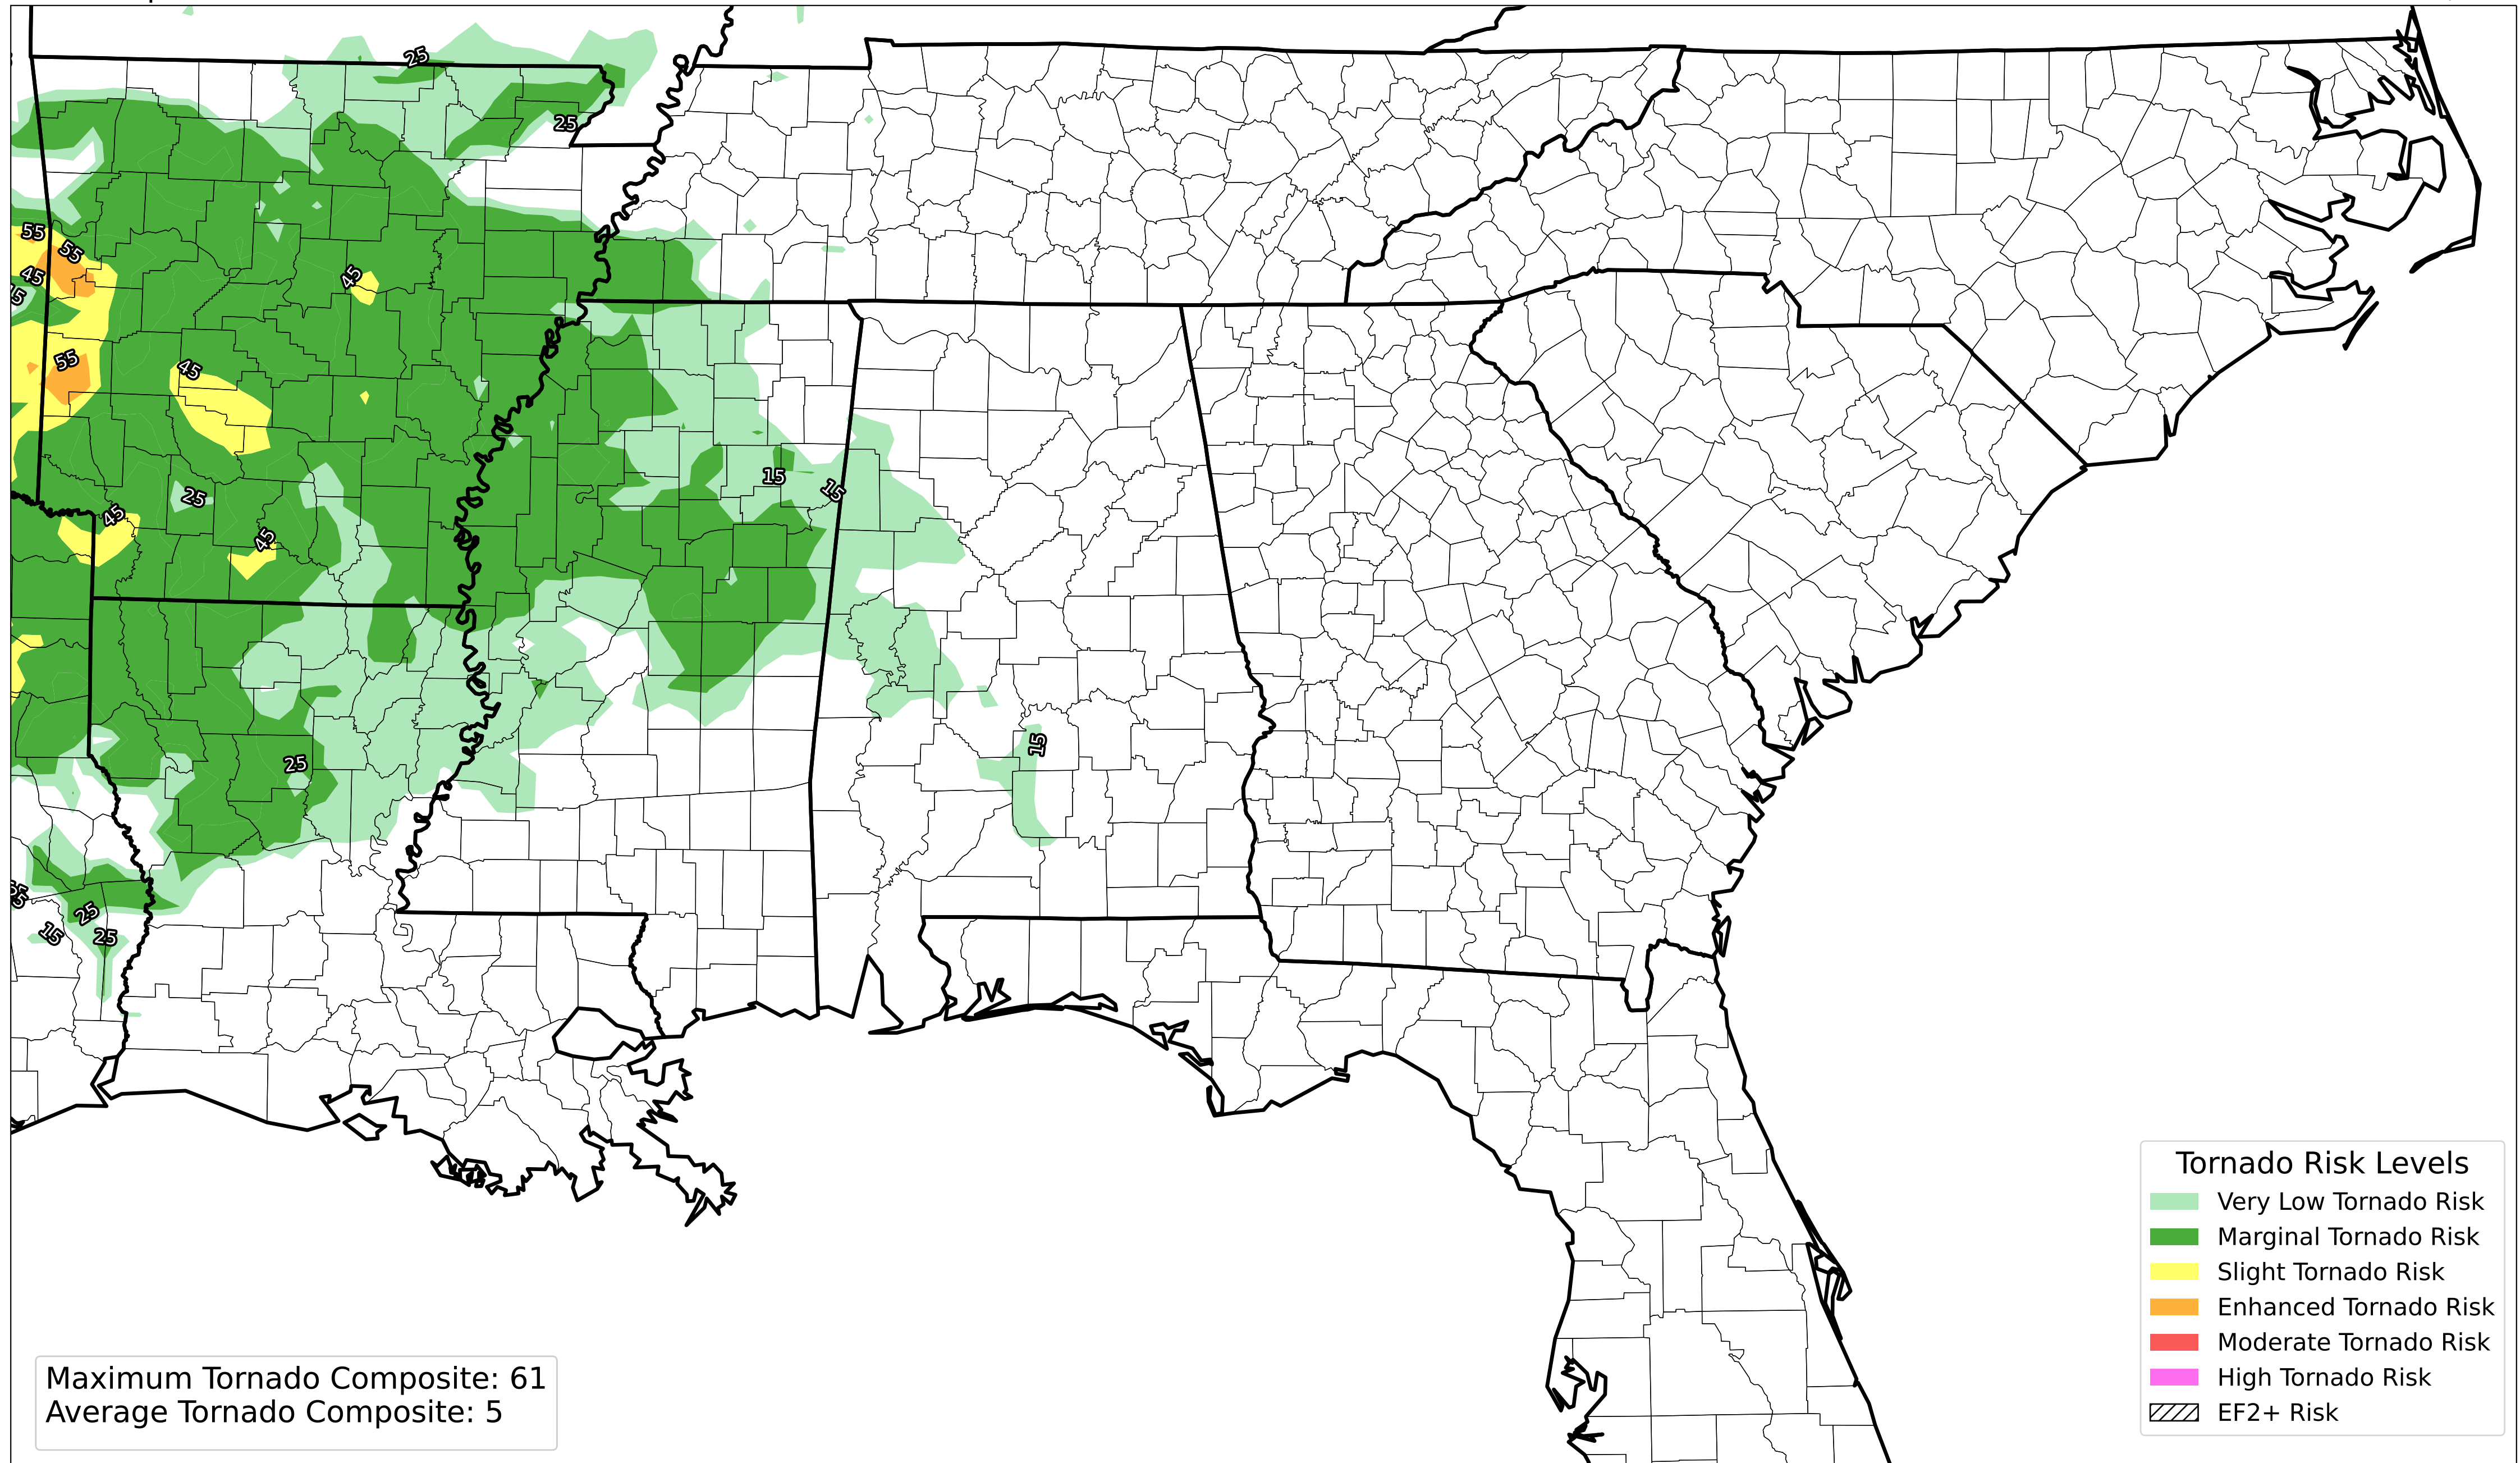 25
25
55
55
45
45
15
55
45
25
15
15
45
45
15
25
25
15
25
Tornado Risk Levels
Very Low Tornado Risk
Marginal Tornado Risk
Slight Tornado Risk
Enhanced Tornado Risk
Moderate Tornado Risk
High Tornado Risk
EF2+ Risk
Maximum Tornado Composite: 61
Average Tornado Composite: 5